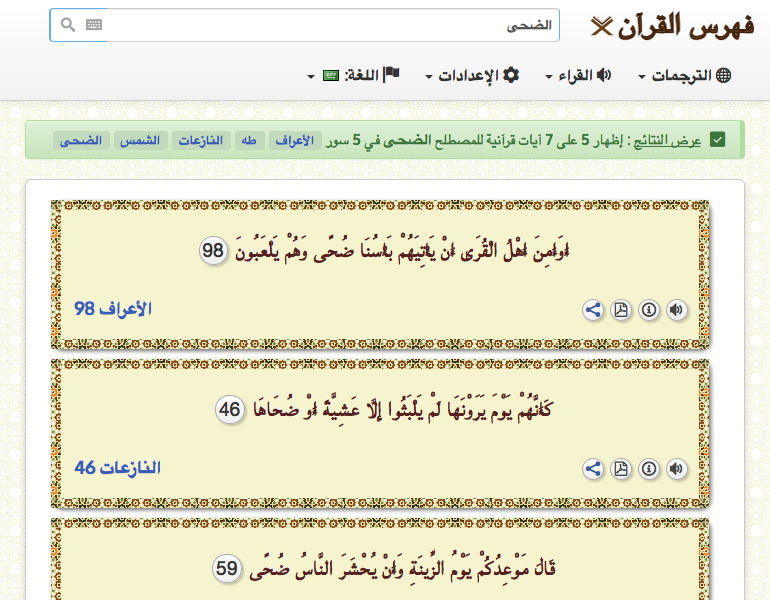 فهرس القرآن
الضحى
الترجمات
القراء
الإعدادات
اللغة:
عرض النتائج : إظهار 5 على 7 آيات قرآنية للمصطلح الضحى في 5 سور الأعراف طه النازعات الشمس الضحى
اَوَاَمِنَ اَهْلُ الْقُرَى اَنْ يَاْتِيَهُمْ بَاْسُنَا ضُحًى وَهُمْ يَلْعَبُونَ 98
الأعراف 98
كَاَنَّهُمْ يَوْمَ يَرَوْنَهَا لَمْ يَلْبَثُوا إِلَّا عَشِيَّةً اَوْ ضُحَاهَا 46
النازعات 46
قَالَ مَوْعِدُكُمْ يَوْمُ الزِّينَةِ وَاَنْ يُحْشَرَ النَّاسُ ضُحًى 59